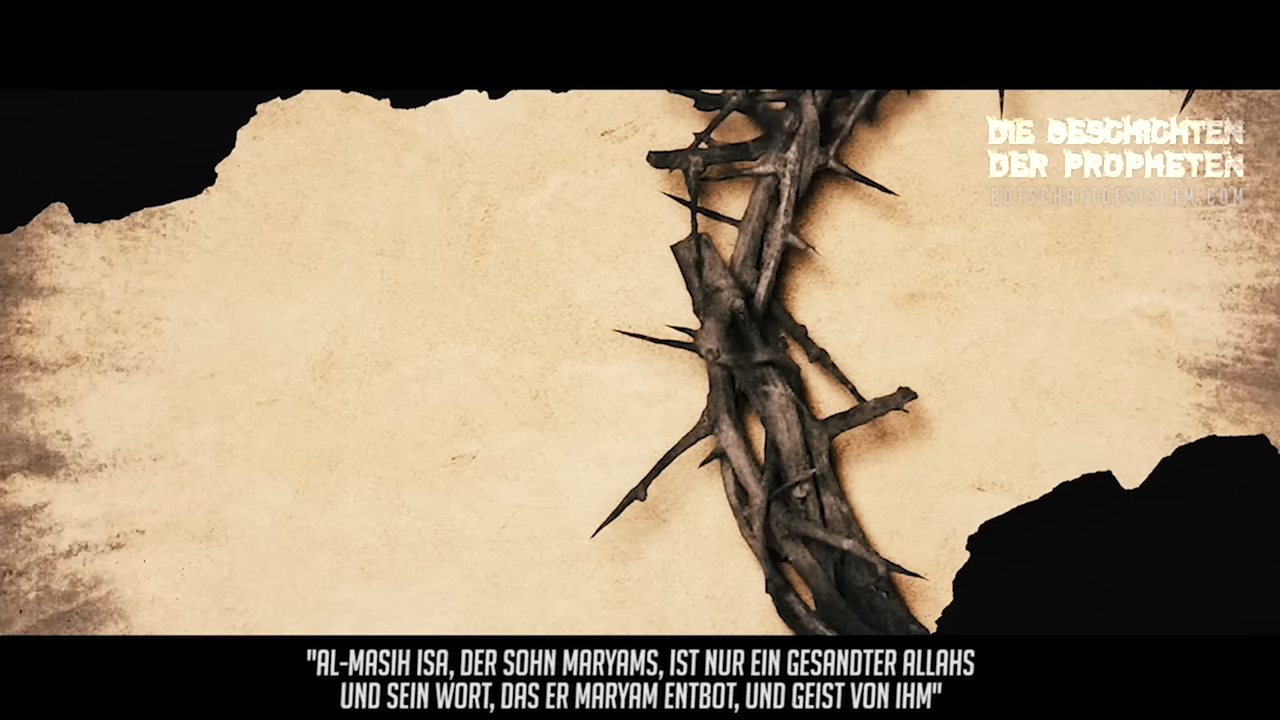 DIE GESCHICHTEN
DER PROPHETEN
BOTSCHAFTDESISLAM.COM
"AL-MASIH ISA, DER SOHN MARYAMS, IST NUR EIN GESANDTER ALLAHS
UND SEIN WORT, DAS ER MARYAM ENTBOT, UND GEIST VON IHM"